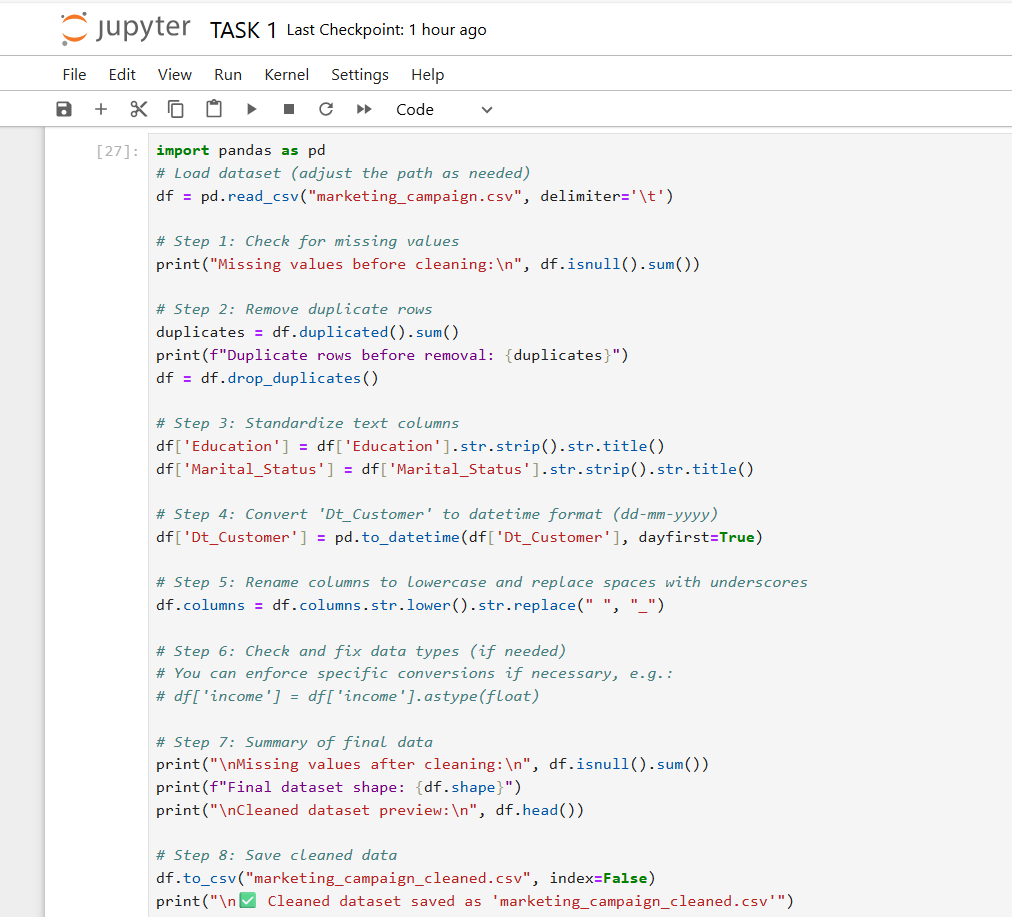 jupyter TASK 1 Last Checkpoint: 1 hour ago
File Edit View Run Kernel Settings Help
Code
[27]: import pandas as pd
# Load dataset (adjust the path as needed)
df = pd.read_csv("marketing_campaign.csv", delimiter='\t')
# Step 1: Check for missing values
print("Missing values before cleaning:\n", df.isnull().sum())
# Step 2: Remove duplicate rows
duplicates = df.duplicated().sum()
print(f"Duplicate rows before removal: {duplicates}")
df = df.drop_duplicates()
# Step 3: Standardize text columns
df['Education'] = df['Education'].str.strip().str.title()
df['Marital_Status'] = df['Marital_Status'].str.strip().str.title()
# Step 4: Convert 'Dt_Customer' to datetime format (dd-mm-yyyy)
df['Dt_Customer'] = pd.to_datetime(df['Dt_Customer'], dayfirst=True)
# Step 5: Rename columns to lowercase and replace spaces with underscores
df.columns = df.columns.str.lower().str.replace(" ", "_")
# Step 6: Check and fix data types (if needed)
# You can enforce specific conversions if necessary, e.g.:
# df['income'] = df['income'].astype(float)
# Step 7: Summary of final data
print("\nMissing values after cleaning:\n", df.isnull().sum())
print(f"Final dataset shape: {df.shape}")
print("\nCleaned dataset preview:\n", df.head())
# Step 8: Save cleaned data
df.to_csv("marketing_campaign_cleaned.csv", index=False)
print("\n✅ Cleaned dataset saved as 'marketing_campaign_cleaned.csv'")